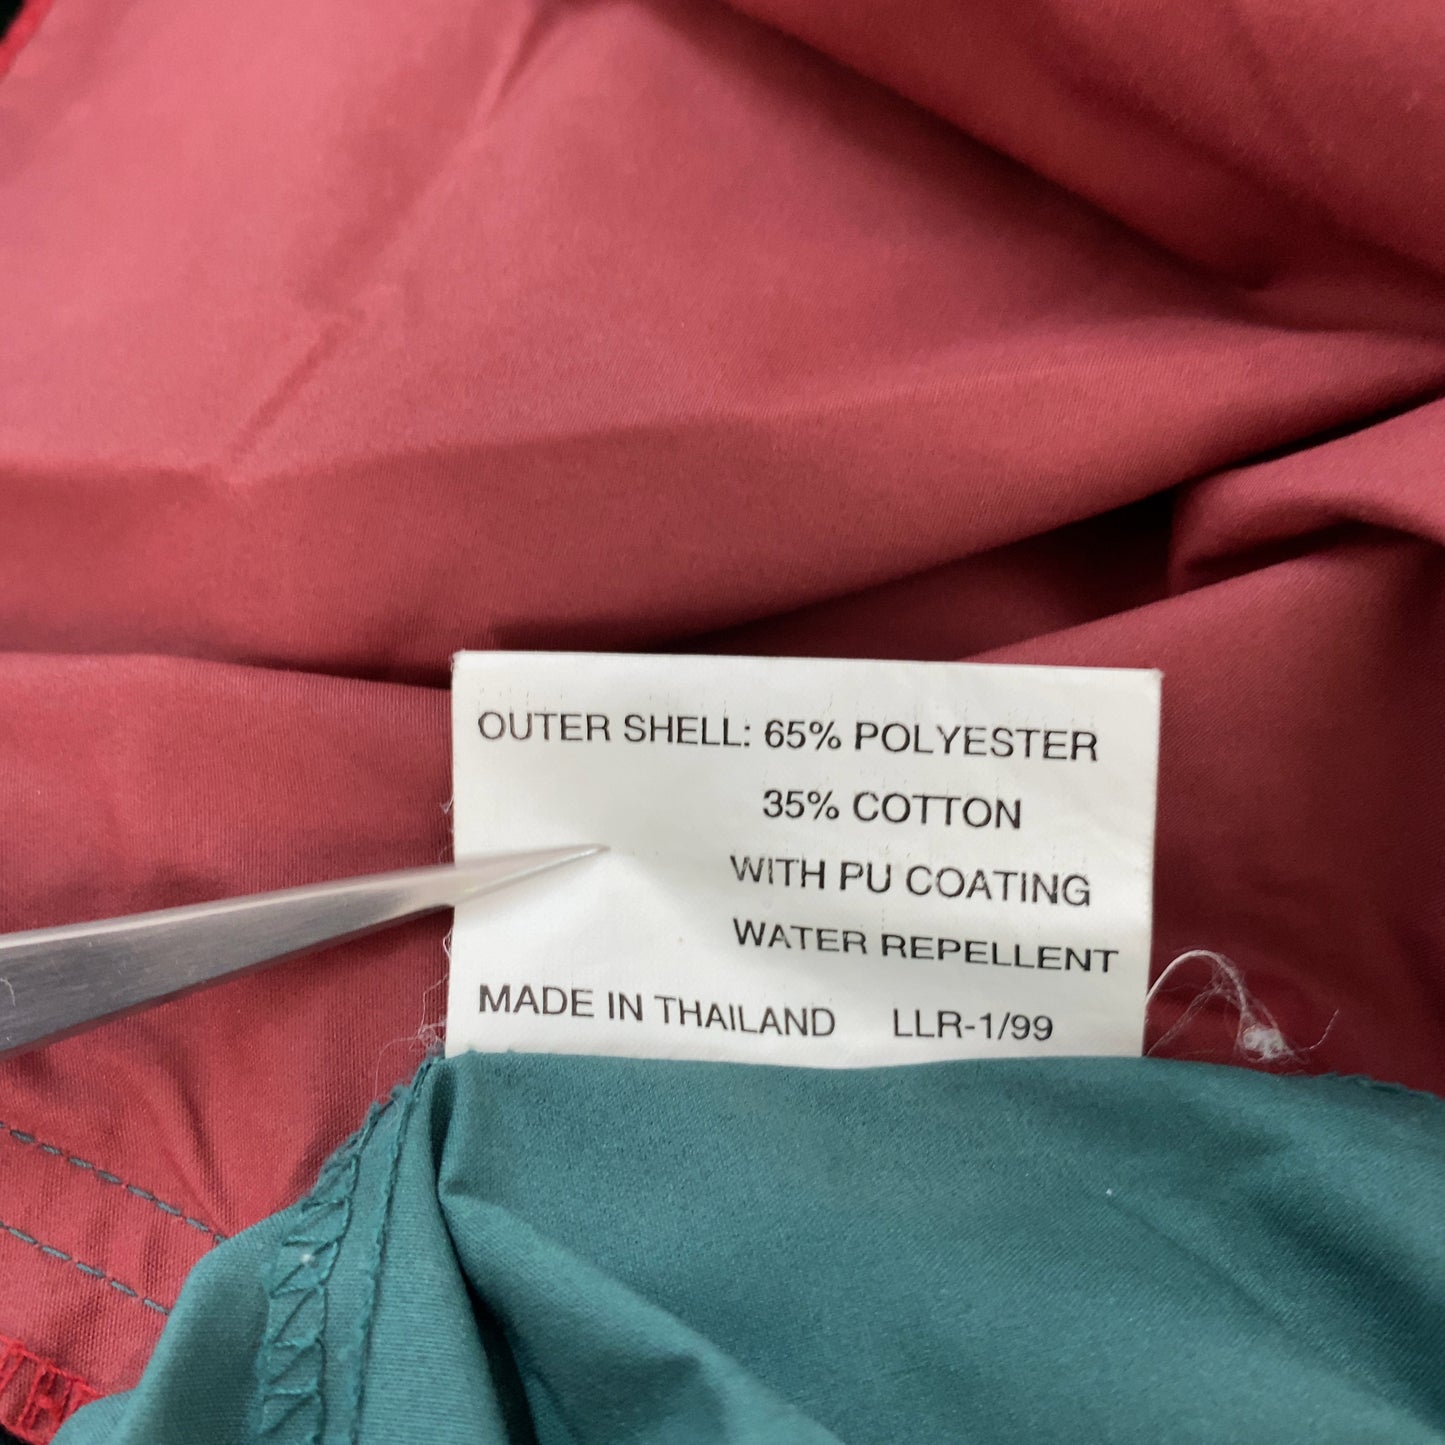 OUTER SHELL: 65% POLYESTER
35% COTTON
WITH PU COATING
WATER REPELLENT
MADE IN THAILAND LLR-1/99